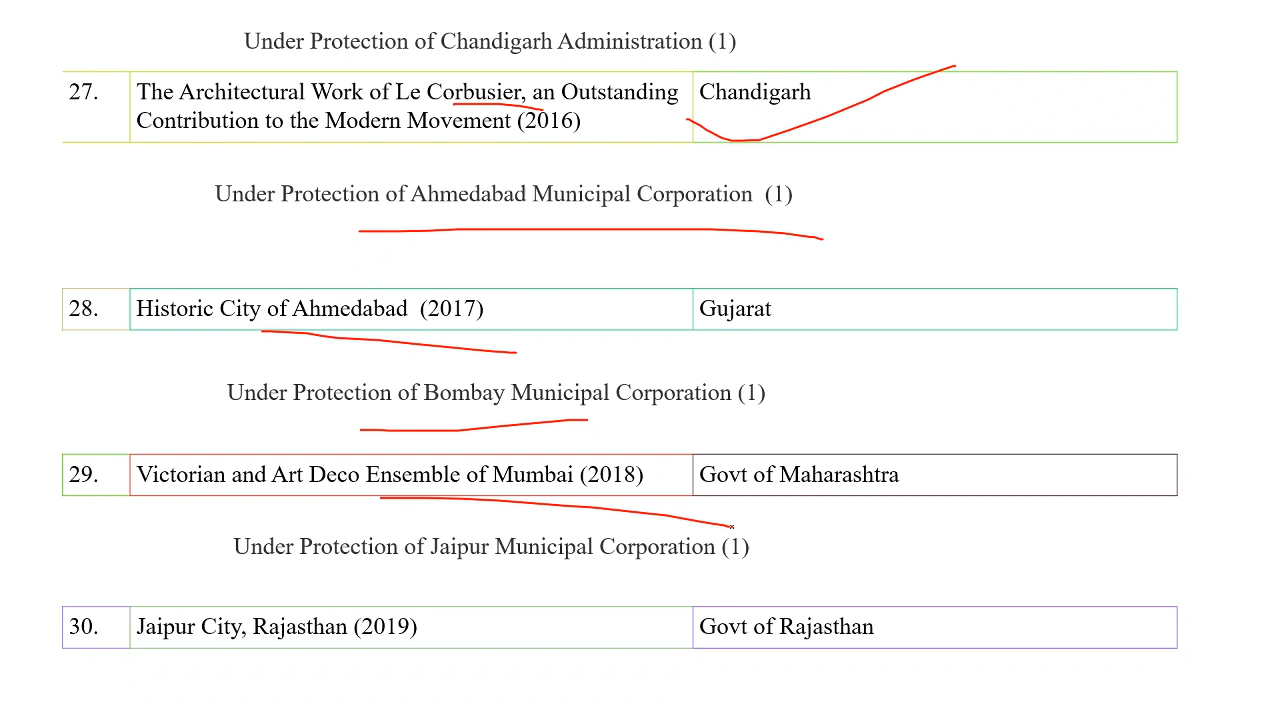 Under Protection of Chandigarh Administration (1)
27. The Architectural Work of Le Corbusier, an Outstanding Chandigarh
Contribution to the Modern Movement (2016)
Under Protection of Ahmedabad Municipal Corporation (1)
28. Historic City of Ahmedabad (2017) Gujarat
Under Protection of Bombay Municipal Corporation (1)
29. Victorian and Art Deco Ensemble of Mumbai (2018) Govt of Maharashtra
Under Protection of Jaipur Municipal Corporation (1)
30. Jaipur City, Rajasthan (2019) Govt of Rajasthan